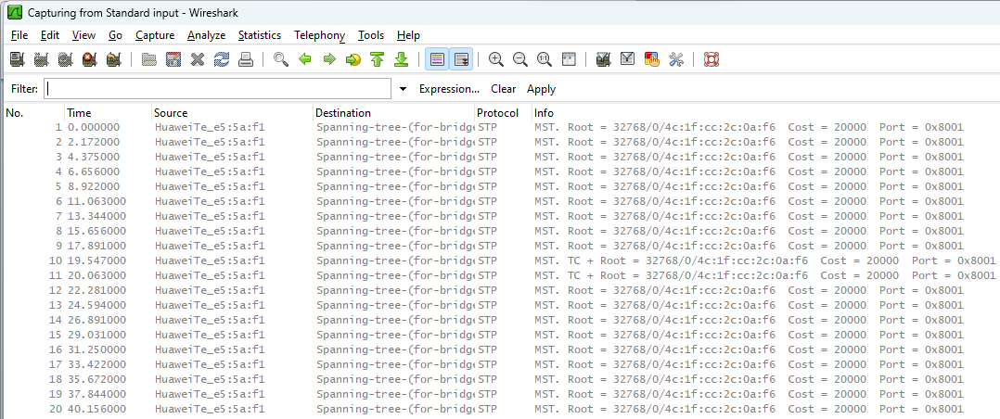 Capturing from Standard input - Wireshark
File Edit View Go Capture Analyze Statistics Telephony Tools Help
Filter: Expression... Clear Apply
No. Time Source Destination Protocol Info
1 0.000000 HuaweiTe_e5:5a:f1 Spanning-tree-(for-bridge STP MST. Root = 32768/0/4c:1f:cc:2c:0a:f6 Cost = 20000 Port = 0x8001
2 2.172000 HuaweiTe_e5:5a:f1 Spanning-tree-(for-bridge STP MST. Root = 32768/0/4c:1f:cc:2c:0a:f6 Cost = 20000 Port = 0x8001
3 4.375000 HuaweiTe_e5:5a:f1 Spanning-tree-(for-bridge STP MST. Root = 32768/0/4c:1f:cc:2c:0a:f6 Cost = 20000 Port = 0x8001
4 6.656000 HuaweiTe_e5:5a:f1 Spanning-tree-(for-bridge STP MST. Root = 32768/0/4c:1f:cc:2c:0a:f6 Cost = 20000 Port = 0x8001
5 8.922000 HuaweiTe_e5:5a:f1 Spanning-tree-(for-bridge STP MST. Root = 32768/0/4c:1f:cc:2c:0a:f6 Cost = 20000 Port = 0x8001
6 11.063000 HuaweiTe_e5:5a:f1 Spanning-tree-(for-bridge STP MST. Root = 32768/0/4c:1f:cc:2c:0a:f6 Cost = 20000 Port = 0x8001
7 13.344000 HuaweiTe_e5:5a:f1 Spanning-tree-(for-bridge STP MST. Root = 32768/0/4c:1f:cc:2c:0a:f6 Cost = 20000 Port = 0x8001
8 15.656000 HuaweiTe_e5:5a:f1 Spanning-tree-(for-bridge STP MST. Root = 32768/0/4c:1f:cc:2c:0a:f6 Cost = 20000 Port = 0x8001
9 17.891000 HuaweiTe_e5:5a:f1 Spanning-tree-(for-bridge STP MST. Root = 32768/0/4c:1f:cc:2c:0a:f6 Cost = 20000 Port = 0x8001
10 19.547000 HuaweiTe_e5:5a:f1 Spanning-tree-(for-bridge STP MST. TC + Root = 32768/0/4c:1f:cc:2c:0a:f6 Cost = 20000 Port = 0x8001
11 20.063000 HuaweiTe_e5:5a:f1 Spanning-tree-(for-bridge STP MST. TC + Root = 32768/0/4c:1f:cc:2c:0a:f6 Cost = 20000 Port = 0x8001
12 22.281000 HuaweiTe_e5:5a:f1 Spanning-tree-(for-bridge STP MST. Root = 32768/0/4c:1f:cc:2c:0a:f6 Cost = 20000 Port = 0x8001
13 24.594000 HuaweiTe_e5:5a:f1 Spanning-tree-(for-bridge STP MST. Root = 32768/0/4c:1f:cc:2c:0a:f6 Cost = 20000 Port = 0x8001
14 26.891000 HuaweiTe_e5:5a:f1 Spanning-tree-(for-bridge STP MST. Root = 32768/0/4c:1f:cc:2c:0a:f6 Cost = 20000 Port = 0x8001
15 29.031000 HuaweiTe_e5:5a:f1 Spanning-tree-(for-bridge STP MST. Root = 32768/0/4c:1f:cc:2c:0a:f6 Cost = 20000 Port = 0x8001
16 31.250000 HuaweiTe_e5:5a:f1 Spanning-tree-(for-bridge STP MST. Root = 32768/0/4c:1f:cc:2c:0a:f6 Cost = 20000 Port = 0x8001
17 33.422000 HuaweiTe_e5:5a:f1 Spanning-tree-(for-bridge STP MST. Root = 32768/0/4c:1f:cc:2c:0a:f6 Cost = 20000 Port = 0x8001
18 35.672000 HuaweiTe_e5:5a:f1 Spanning-tree-(for-bridge STP MST. Root = 32768/0/4c:1f:cc:2c:0a:f6 Cost = 20000 Port = 0x8001
19 37.844000 HuaweiTe_e5:5a:f1 Spanning-tree-(for-bridge STP MST. Root = 32768/0/4c:1f:cc:2c:0a:f6 Cost = 20000 Port = 0x8001
20 40.156000 HuaweiTe_e5:5a:f1 Spanning-tree-(for-bridge STP MST. Root = 32768/0/4c:1f:cc:2c:0a:f6 Cost = 20000 Port = 0x8001